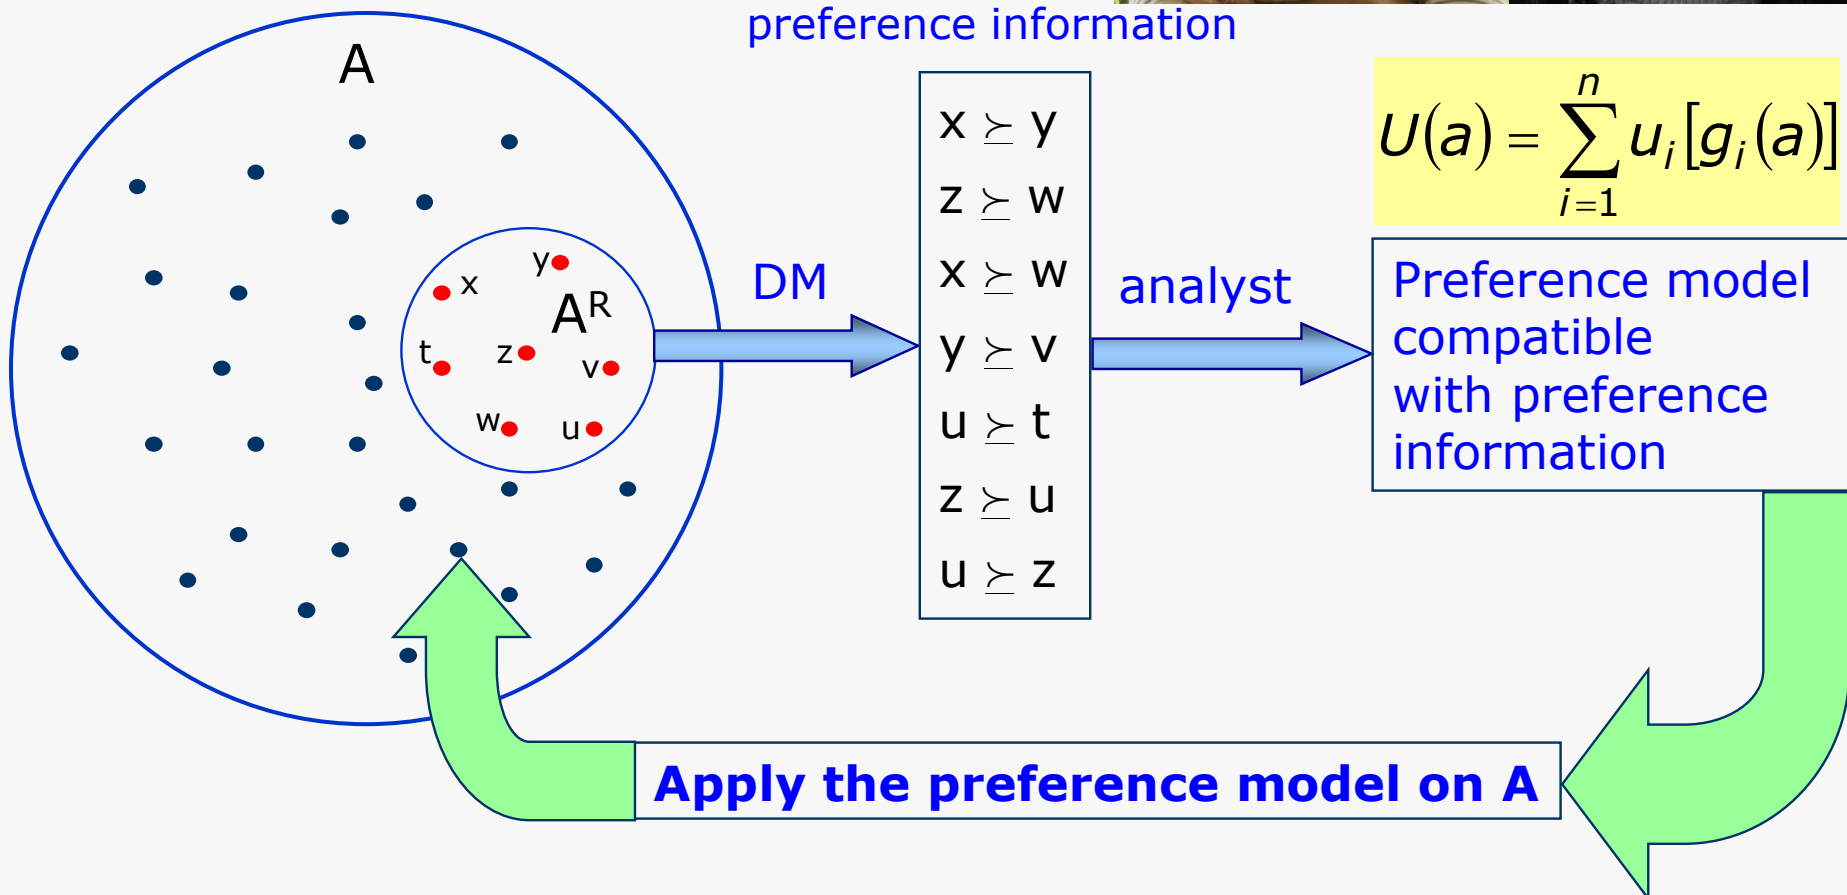 preference information
A
y
x
A^R
t
z
v
w
u
DM
x ≽ y
z ≽ w
x ≽ w
y ≽ v
u ≽ t
z ≽ u
u ≽ z
analyst
U(a) = ∑_{i=1}^{n} u_i [g_i(a)]
Preference model
compatible
with preference
information
Apply the preference model on A